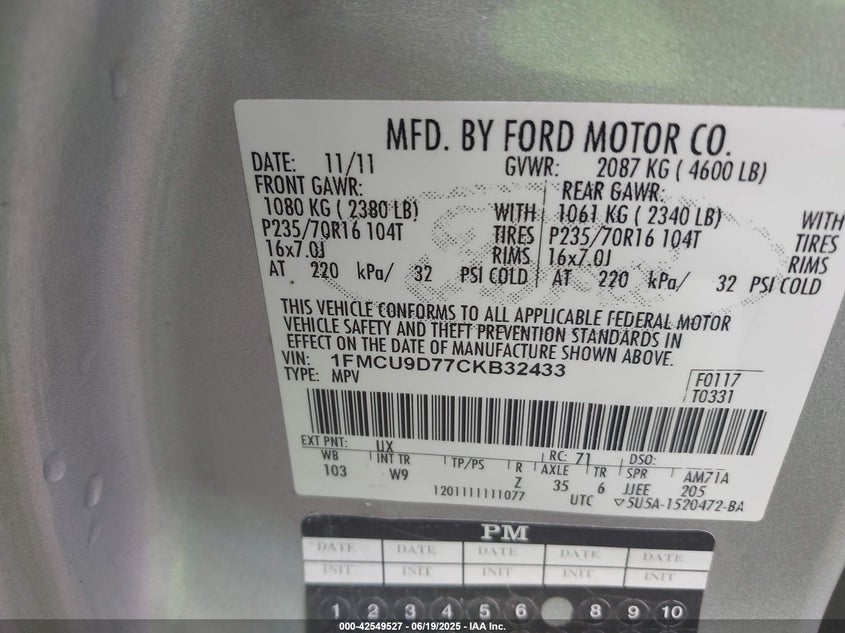 MFD. BY FORD MOTOR CO.
DATE: 11/11 GVWR: 2087 KG ( 4600 LB)
FRONT GAWR: REAR GAWR:
1080 KG ( 2380 LB) WITH 1061 KG ( 2340 LB) WITH
P235/70R16 104T TIRES P235/70R16 104T TIRES
16x7.0J RIMS 16x7.0J RIMS
AT 220 kPa/ 32 PSI COLD AT 220 kPa/ 32 PSI COLD
THIS VEHICLE CONFORMS TO ALL APPLICABLE FEDERAL MOTOR
VEHICLE SAFETY AND THEFT PREVENTION STANDARDS IN
EFFECT ON THE DATE OF MANUFACTURE SHOWN ABOVE.
VIN: 1FMCU9D77CKB32433
TYPE: MPV
F0117
T0331
EXT PNT: UX RC: 71 DSO:
WB INT TR TP/PS R AXLE TR SPR AM71A
103 W9 Z 35 6 JJEE 205
1201111111077 UTC ▽5U5A-1520472-BA
PM
DATE DATE DATE DATE DATE
INIT INIT INIT INIT INIT
1 2 3 4 5 6 8 9 10
000-42549527 - 06/19/2025 - IAA Inc.